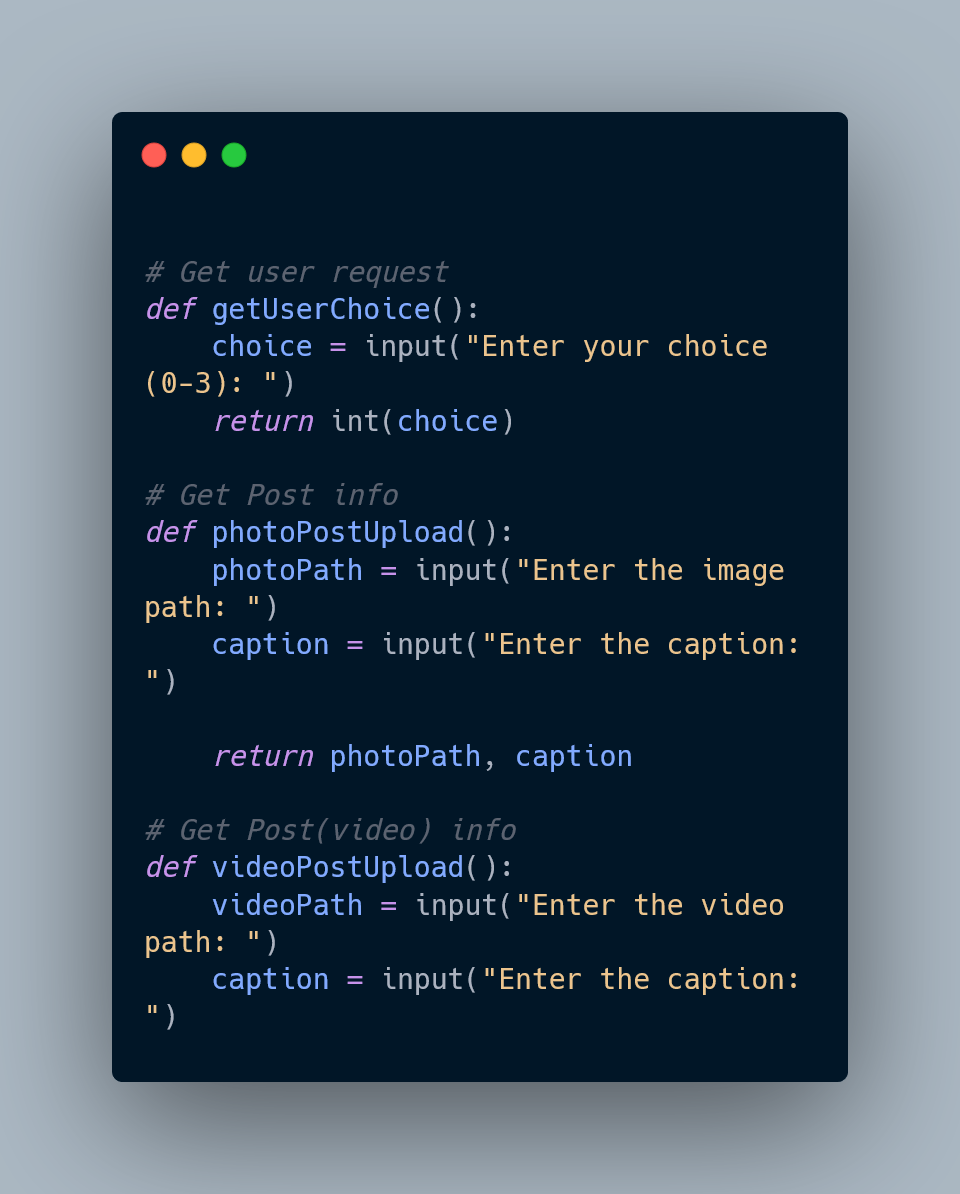 # Get user request
def getUserChoice():
    choice = input("Enter your choice
(0-3): ")
    return int(choice)

# Get Post info
def photoPostUpload():
    photoPath = input("Enter the image
path: ")
    caption = input("Enter the caption:
")

    return photoPath, caption

# Get Post(video) info
def videoPostUpload():
    videoPath = input("Enter the video
path: ")
    caption = input("Enter the caption:
")